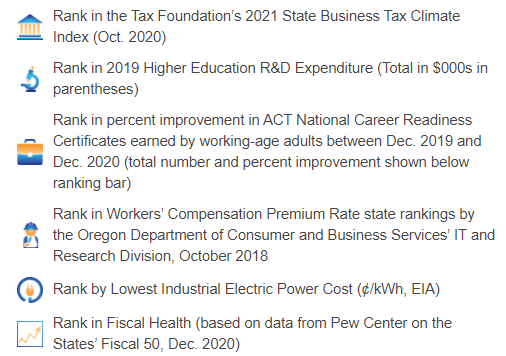 Rank in the Tax Foundation’s 2021 State Business Tax Climate
Index (Oct. 2020)
Rank in 2019 Higher Education R&D Expenditure (Total in $000s in
parentheses)
Rank in percent improvement in ACT National Career Readiness
Certificates earned by working-age adults between Dec. 2019 and
Dec. 2020 (total number and percent improvement shown below
ranking bar)
Rank in Workers’ Compensation Premium Rate state rankings by
the Oregon Department of Consumer and Business Services’ IT and
Research Division, October 2018
Rank by Lowest Industrial Electric Power Cost (¢/kWh, EIA)
Rank in Fiscal Health (based on data from Pew Center on the
States’ Fiscal 50, Dec. 2020)